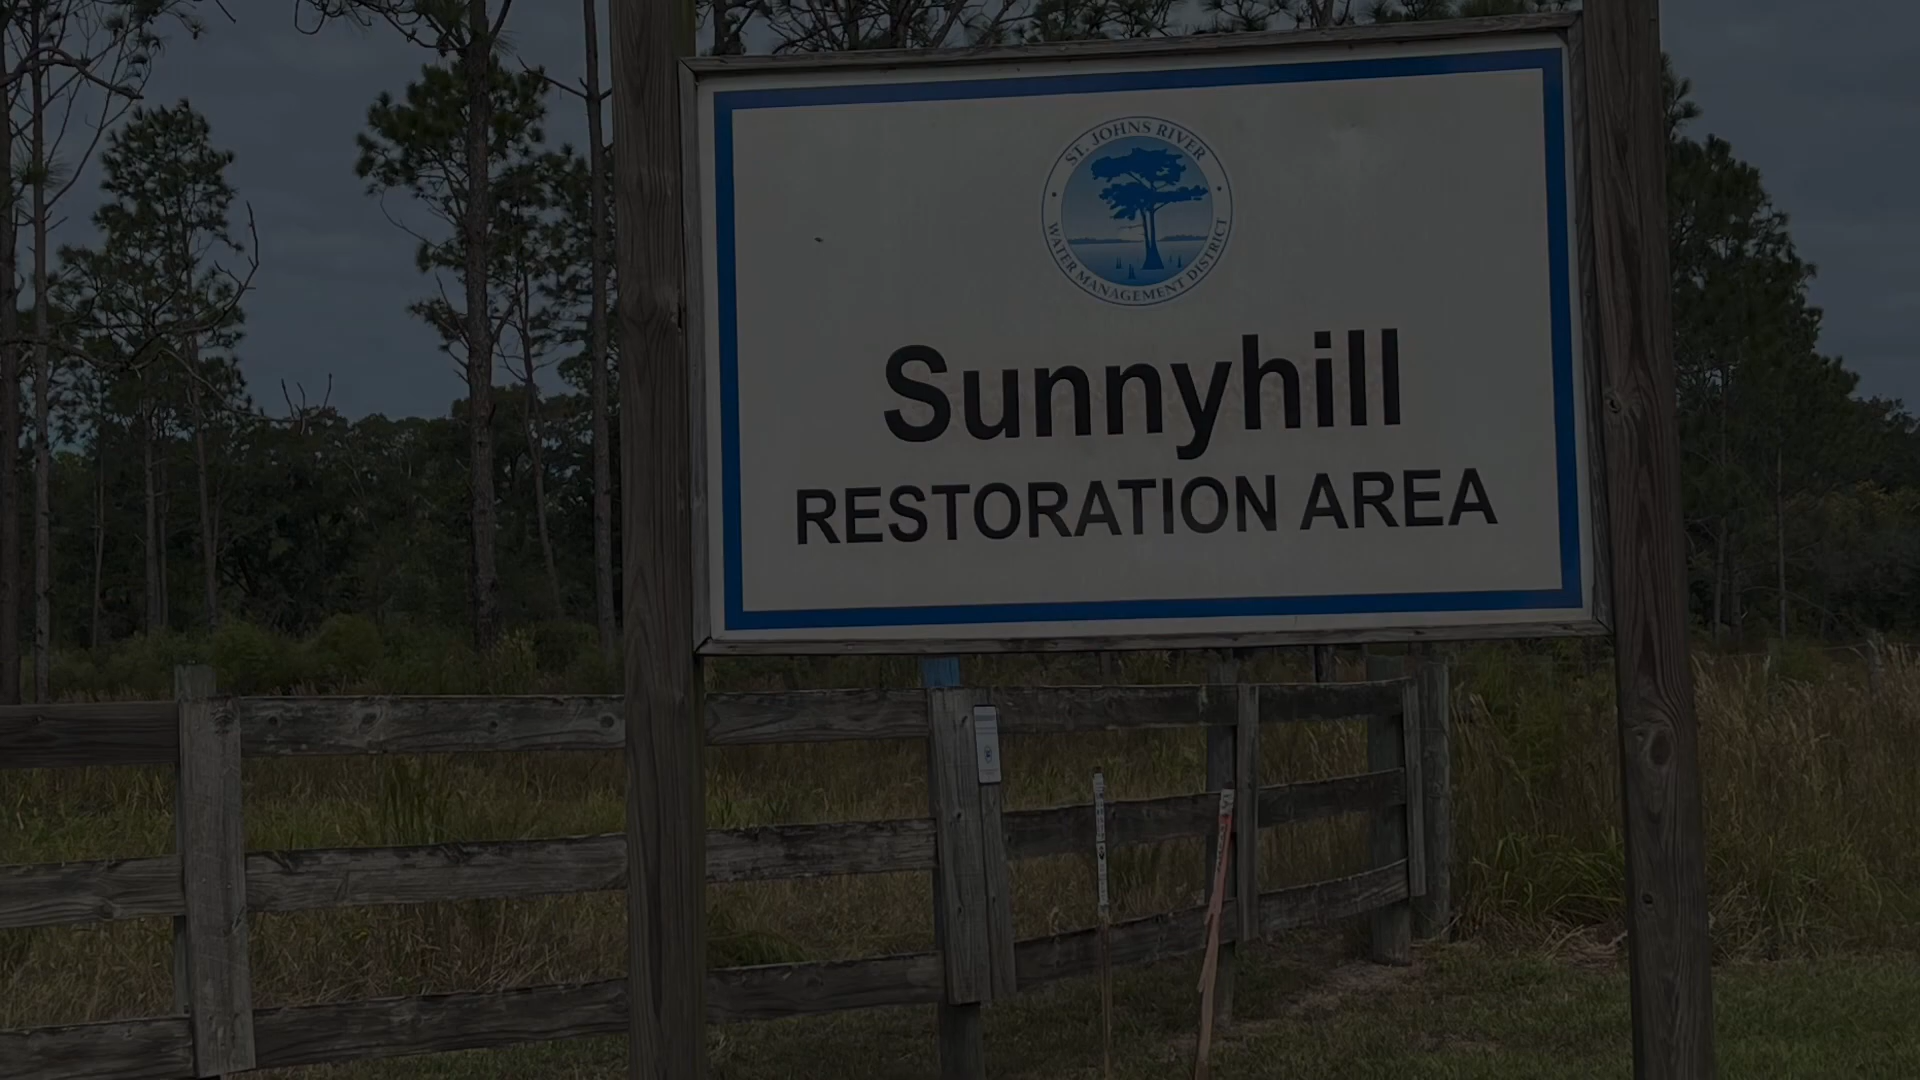 ST. JOHNS RIVER
WATER MANAGEMENT DISTRICT
Sunnyhill
RESTORATION AREA